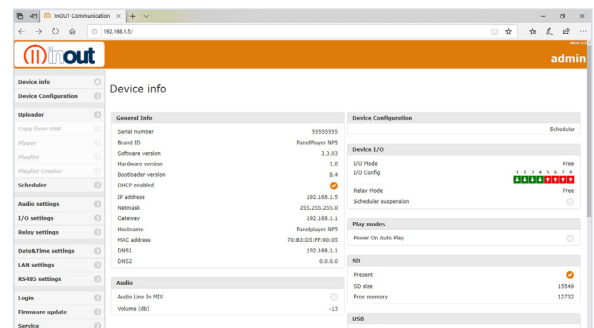 InOUT Communication
192.168.1.5/
inout
admin
Device info
Device Configuration
Uploader
Copy from USB
Player
Playlist
Playlist Creator
Scheduler
Audio settings
I/O settings
Relay settings
Date&Time settings
LAN settings
RS485 settings
Login
Firmware update
Service
Device info
General Info
Serial number 55555555
Brand ID PanelPlayer NP5
Software version 3.3.03
Hardware version 1.0
Bootloader version 8.4
DHCP enabled
IP address 192.168.1.5
Netmask 255.255.255.0
Gateway 192.168.1.1
Hostname Panelplayer NP5
MAC address 70:B3:D5:FF:90:05
DNS1 192.168.1.1
DNS2 0.0.0.0
Audio
Audio Line In MIX
Volume (db) -13
Device Configuration
Scheduler
Device I/O
I/O Mode Free
I/O Config 1 2 3 4 5 6 7 8
Relay Mode Free
Scheduler suspension
Play modes
Power On Auto Play
SD
Present
SD size 15549
Free memory 12732
USB